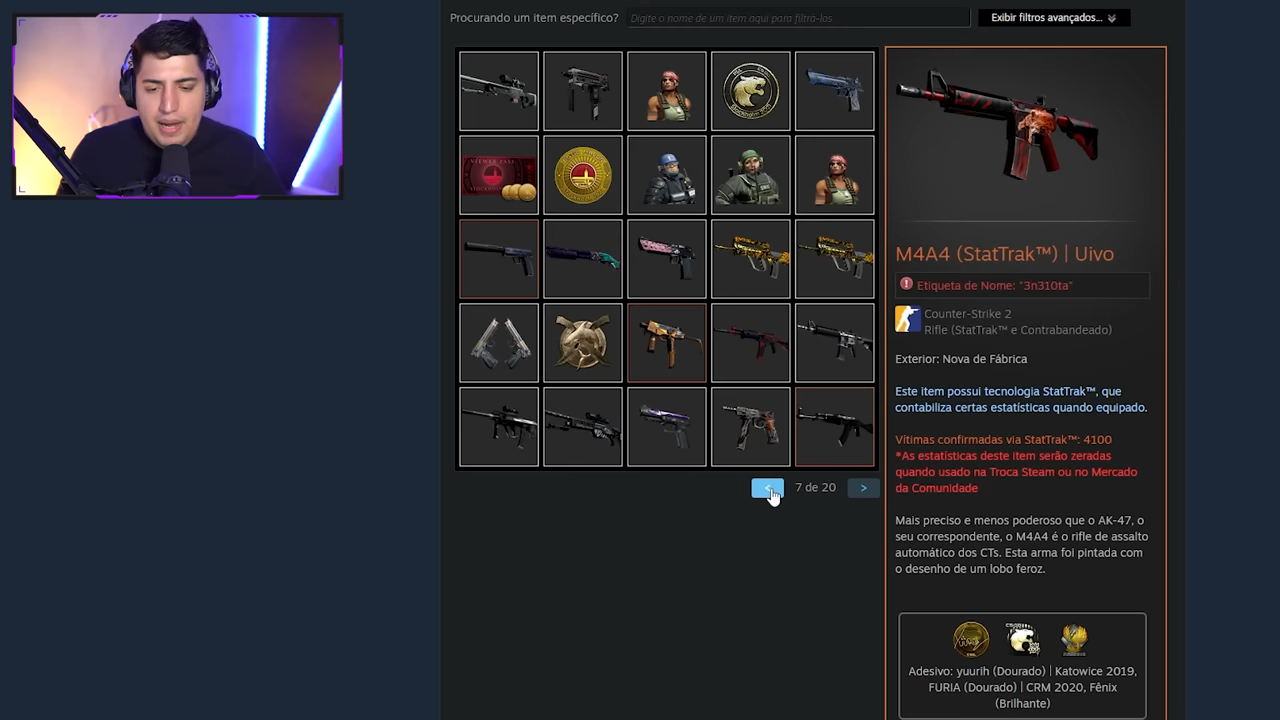 Procurando um item específico?
Digite o nome de um item aqui para filtrá-los
Exibir filtros avançados...
M4A4 (StatTrak™) | Uivo
Etiqueta de Nome: "3n310ta"
Counter-Strike 2
Rifle (StatTrak™ e Contrabandeado)
Exterior: Nova de Fábrica
Este item possui tecnologia StatTrak™, que
contabiliza certas estatísticas quando equipado.
Vítimas confirmadas via StatTrak™: 4100
*As estatísticas deste item serão zeradas
quando usado na Troca Steam ou no Mercado
da Comunidade
< 7 de 20 >
Mais preciso e menos poderoso que o AK-47, o
seu correspondente, o M4A4 é o rifle de assalto
automático dos CTs. Esta arma foi pintada com
o desenho de um lobo feroz.
Adesivo: yuurih (Dourado) | Katowice 2019,
FURIA (Dourado) | CRM 2020, Fênix
(Brilhante)